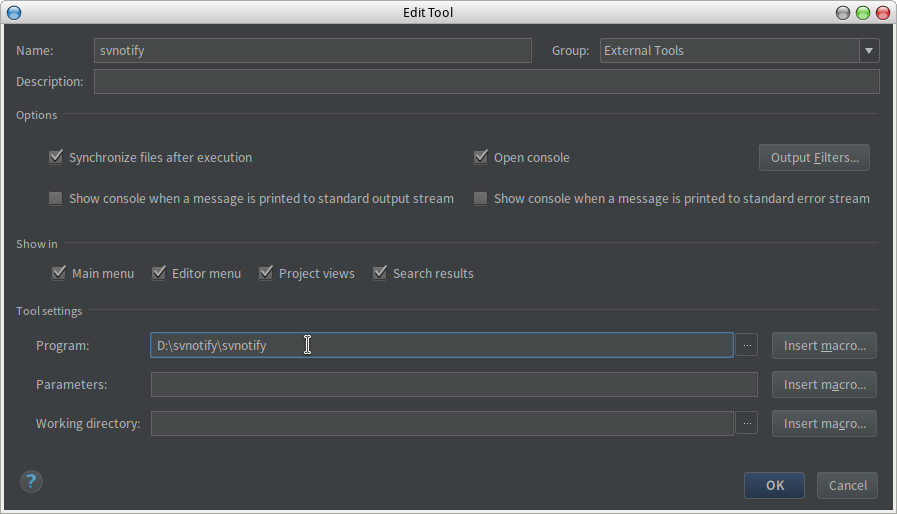 Edit Tool
Name: svnotify Group: External Tools
Description:
Options
Synchronize files after execution Open console Output Filters...
Show console when a message is printed to standard output stream Show console when a message is printed to standard error stream
Show in
Main menu Editor menu Project views Search results
Tool settings
Program: D:\svnotify\svnotify ... Insert macro...
Parameters: Insert macro...
Working directory: ... Insert macro...
? OK Cancel